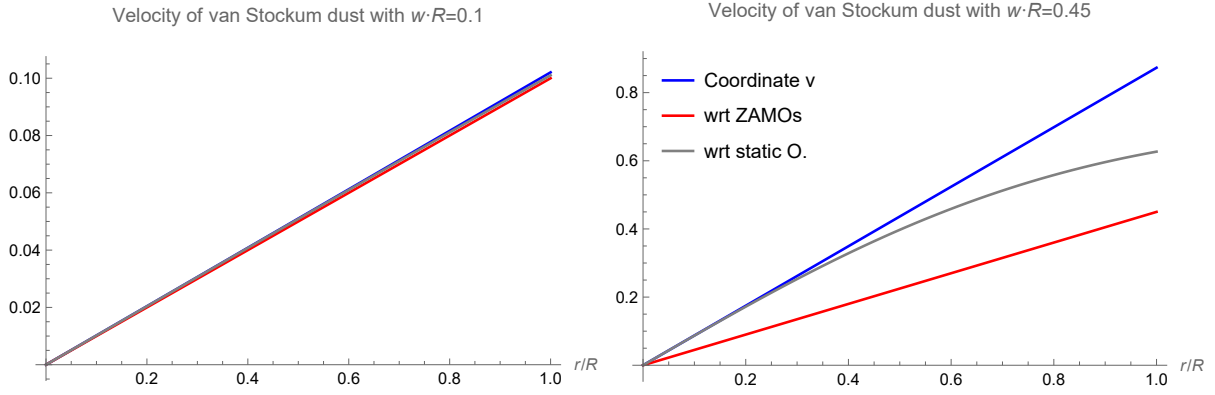 Velocity of van Stockum dust with w·R=0.1
0.10
0.08
0.06
0.04
0.02
0.2
0.4
0.6
0.8
1.0
r/R
Velocity of van Stockum dust with w·R=0.45
Coordinate v
wrt ZAMOs
wrt static O.
0.8
0.6
0.4
0.2
0.2
0.4
0.6
0.8
1.0
r/R